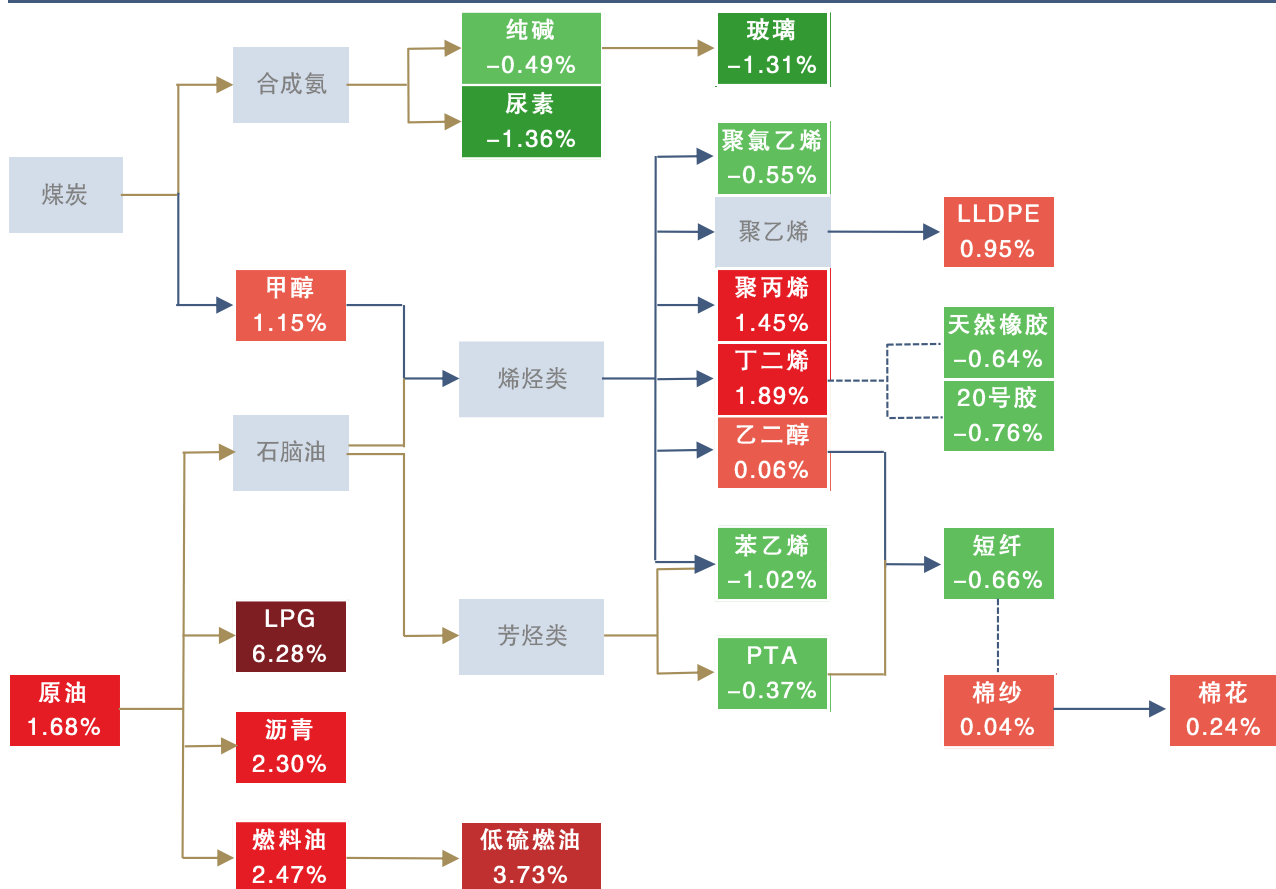 纯碱
-0.49%
玻璃
-1.31%
合成氨
尿素
-1.36%
聚氯乙烯
-0.55%
煤炭
聚乙烯
LLDPE
0.95%
甲醇
1.15%
聚丙烯
1.45%
天然橡胶
-0.64%
烯烃类
丁二烯
1.89%
20号胶
-0.76%
石脑油
乙二醇
0.06%
苯乙烯
-1.02%
短纤
-0.66%
LPG
6.28%
芳烃类
PTA
-0.37%
原油
1.68%
棉纱
0.04%
棉花
0.24%
沥青
2.30%
燃料油
2.47%
低硫燃油
3.73%